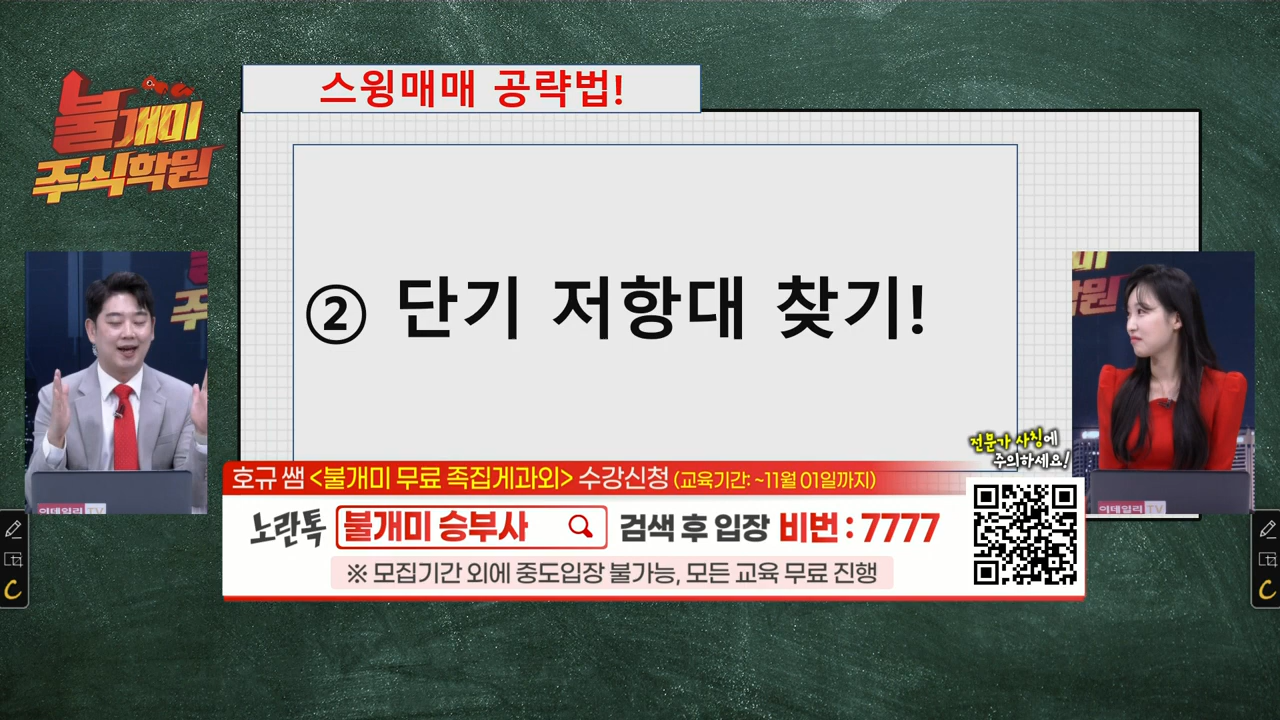 스윙매매 공략법!
불개미
주식학원
② 단기 저항대 찾기!
전문가 사칭에
주의하세요!
호규 쌤 <불개미 무료 족집게과외> 수강신청 (교육기간: ~11월 01일까지)
노란톡 불개미 승부사 검색 후 입장 비번 : 7777
※ 모집기간 외에 중도입장 불가능, 모든 교육 무료 진행
이데일리TV
이데일리TV